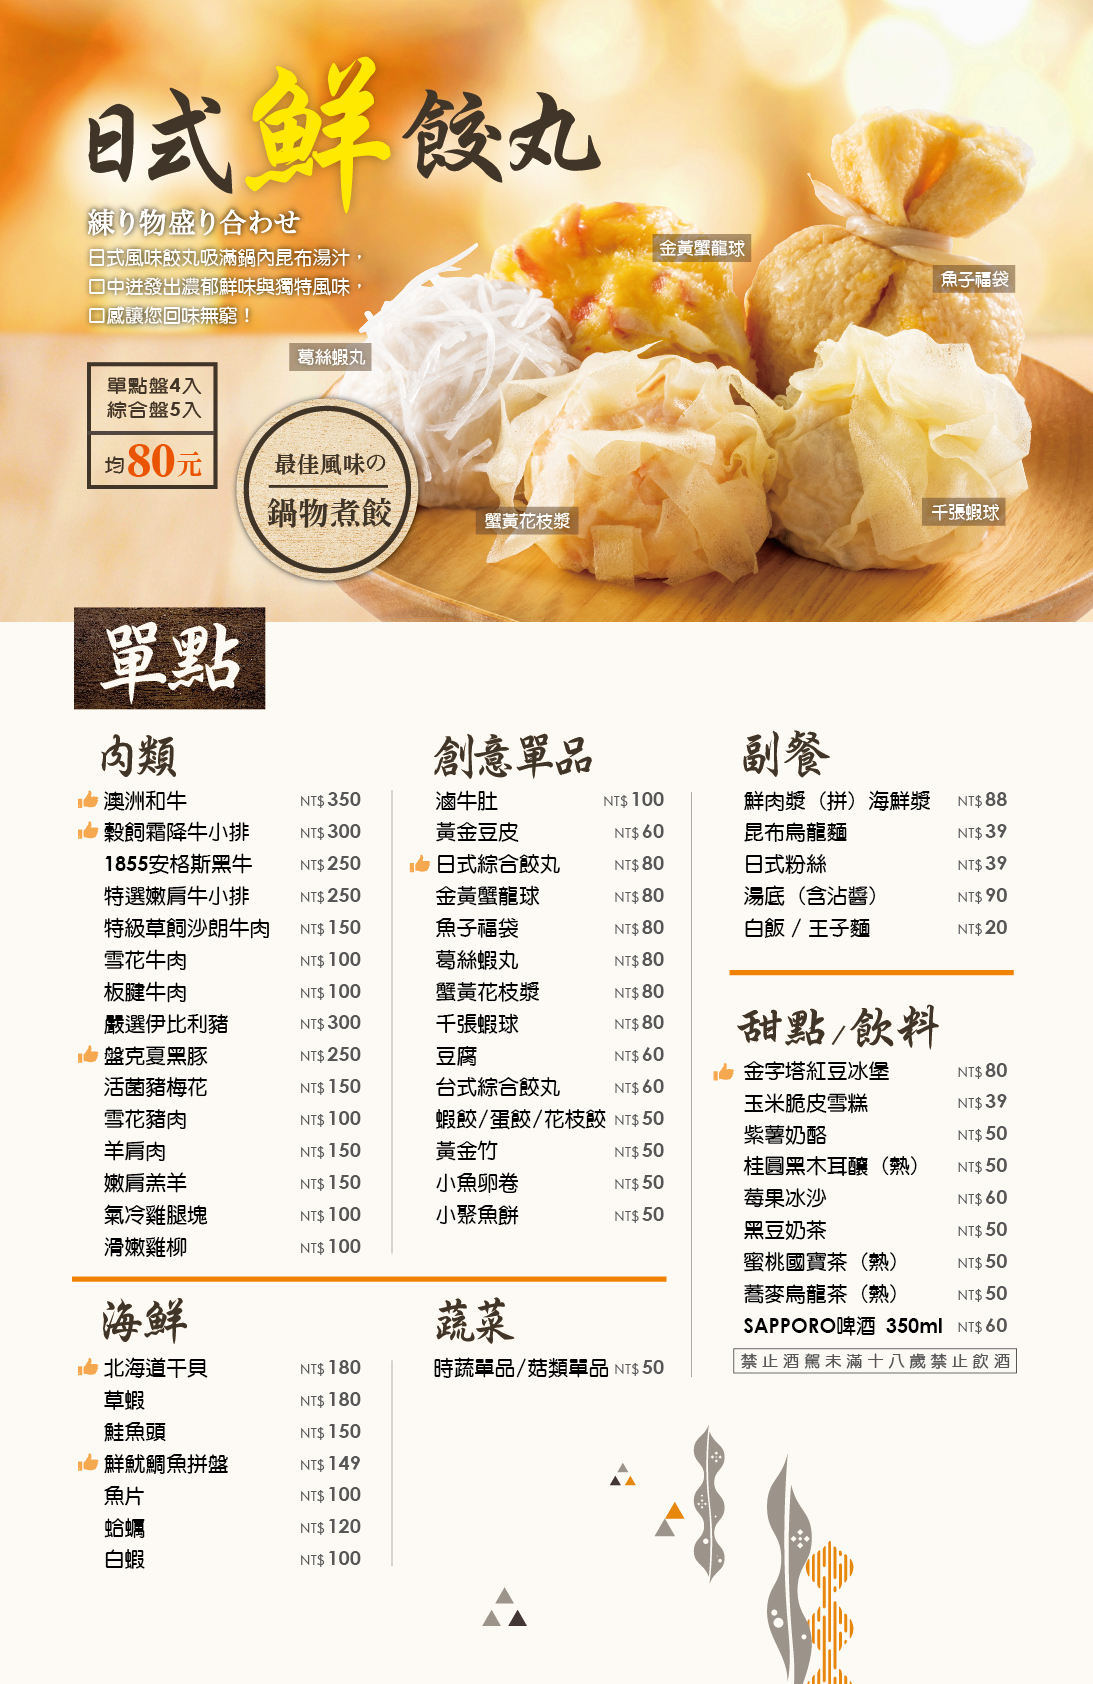 日式鮮餃丸
練り物盛り合わせ
日式風味餃丸吸滿鍋內昆布湯汁，
口中迸發出濃郁鮮味與獨特風味，
口感讓您回味無窮！
金黃蟹龍球
魚子福袋
葛絲蝦丸
蟹黃花枝漿
千張蝦球
單點盤4入
綜合盤5入
均80元
最佳風味の
鍋物煮餃
單點
肉類
澳洲和牛 NT$350
穀飼霜降牛小排 NT$300
1855安格斯黑牛 NT$250
特選嫩肩牛小排 NT$250
特級草飼沙朗牛肉 NT$150
雪花牛肉 NT$100
板腱牛肉 NT$100
嚴選伊比利豬 NT$300
盤克夏黑豚 NT$250
活菌豬梅花 NT$150
雪花豬肉 NT$100
羊肩肉 NT$150
嫩肩羔羊 NT$150
氣冷雞腿塊 NT$100
滑嫩雞柳 NT$100
海鮮
北海道干貝 NT$180
草蝦 NT$180
鮭魚頭 NT$150
鮮魷鯛魚拼盤 NT$149
魚片 NT$100
蛤蠣 NT$120
白蝦 NT$100
創意單品
滷牛肚 NT$100
黃金豆皮 NT$60
日式綜合餃丸 NT$80
金黃蟹龍球 NT$80
魚子福袋 NT$80
葛絲蝦丸 NT$80
蟹黃花枝漿 NT$80
千張蝦球 NT$80
豆腐 NT$60
台式綜合餃丸 NT$60
蝦餃/蛋餃/花枝餃 NT$50
黃金竹 NT$50
小魚卵卷 NT$50
小聚魚餅 NT$50
蔬菜
時蔬單品/菇類單品 NT$50
副餐
鮮肉漿（拼）海鮮漿 NT$88
昆布烏龍麵 NT$39
日式粉絲 NT$39
湯底（含沾醬） NT$90
白飯 / 王子麵 NT$20
甜點/飲料
金字塔紅豆冰堡 NT$80
玉米脆皮雪糕 NT$39
紫薯奶酪 NT$50
桂圓黑木耳釀（熱） NT$50
莓果冰沙 NT$60
黑豆奶茶 NT$50
蜜桃國寶茶（熱） NT$50
蕎麥烏龍茶（熱） NT$50
SAPPORO啤酒 350ml NT$60
禁止酒駕未滿十八歲禁止飲酒